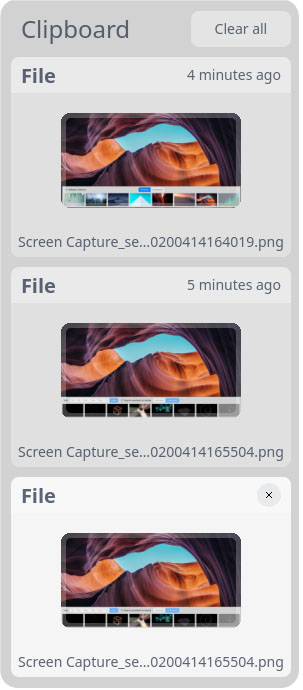 Clipboard
Clear all
File
4 minutes ago
Screen Capture_se...0200414164019.png
File
5 minutes ago
Screen Capture_se...0200414165504.png
File
Screen Capture_se...0200414165504.png